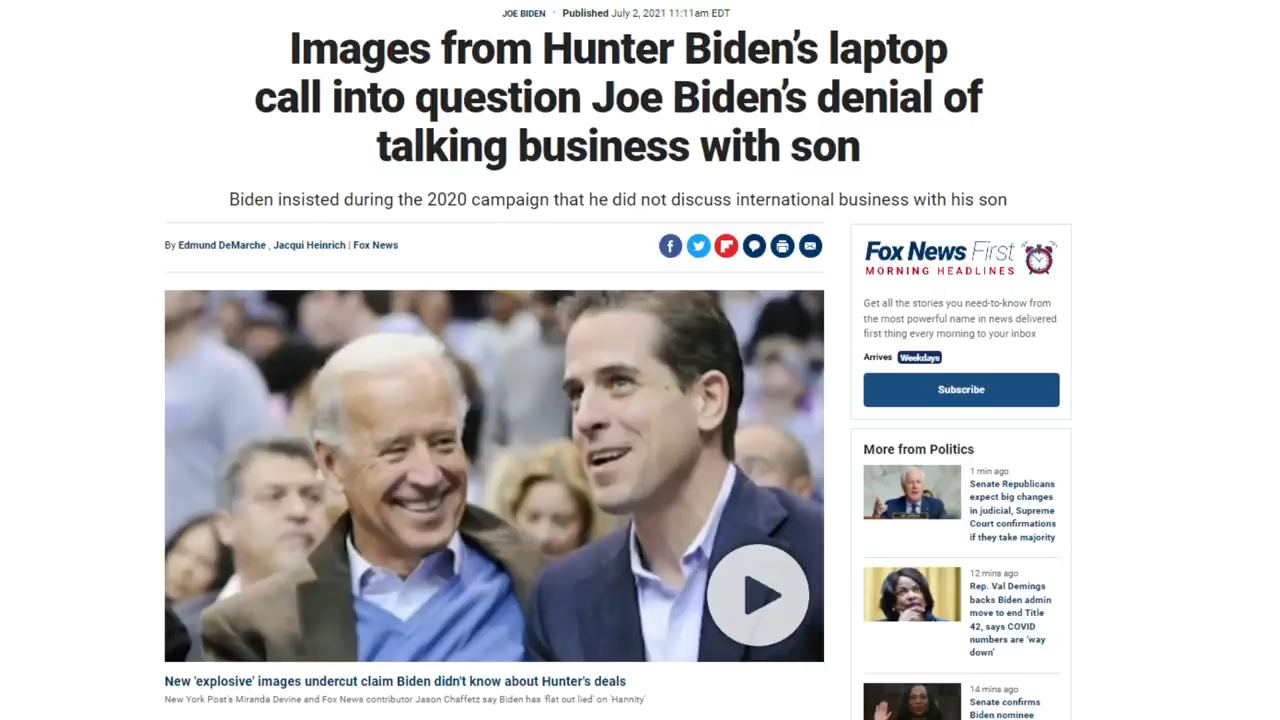 JOE BIDEN · Published July 2, 2021 11:11am EDT
Images from Hunter Biden's laptop
call into question Joe Biden's denial of
talking business with son
Biden insisted during the 2020 campaign that he did not discuss international business with his son
By Edmund DeMarche , Jacqui Heinrich | Fox News
New 'explosive' images undercut claim Biden didn't know about Hunter's deals
New York Post's Miranda Devine and Fox News contributor Jason Chaffetz say Biden has 'flat out lied' on 'Hannity'
Fox News First
MORNING HEADLINES
Get all the stories you need-to-know from
the most powerful name in news delivered
first thing every morning to your inbox
Arrives Weekdays
Subscribe
More from Politics
1 min ago
Senate Republicans
expect big changes
in judicial, Supreme
Court confirmations
if they take majority
12 mins ago
Rep. Val Demings
backs Biden admin
move to end Title
42, says COVID
numbers are 'way
down'
14 mins ago
Senate confirms
Biden nominee